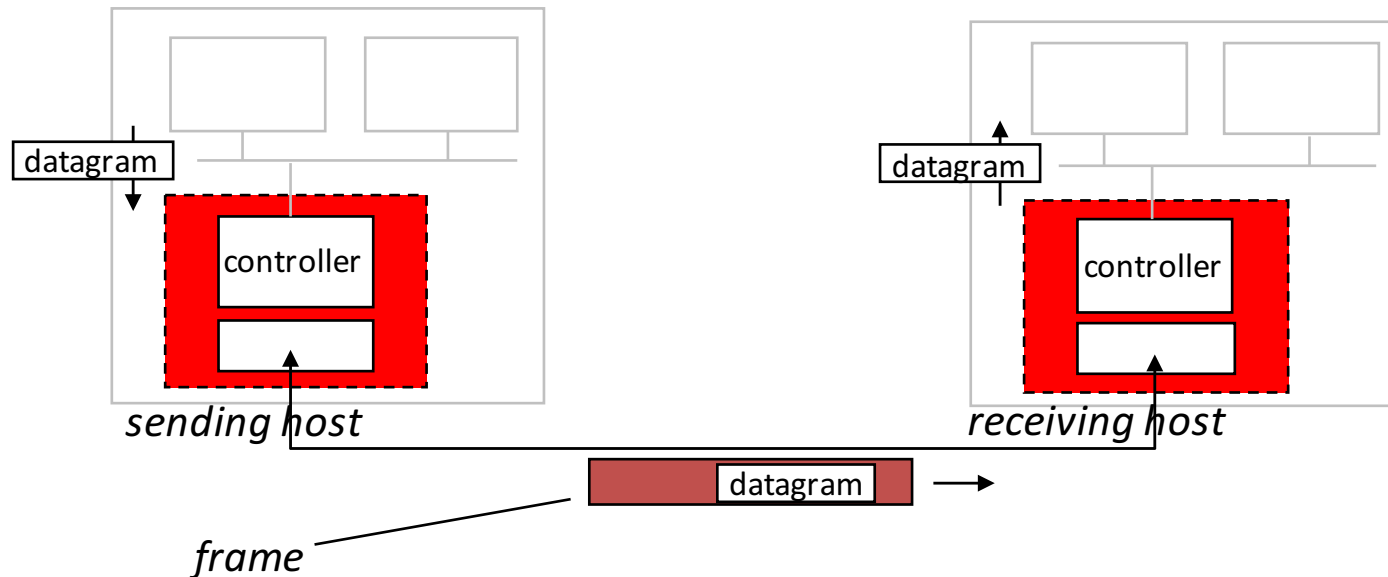 datagram
datagram
controller
controller
sending host
receiving host
datagram
frame